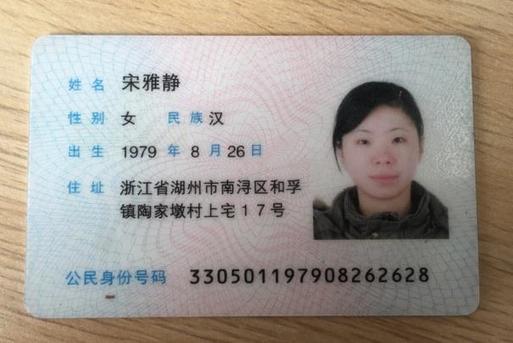 姓名 宋雅静
性别 女 民族 汉
出生 1979 年 8 月 26 日
住址 浙江省湖州市南浔区和孚
镇陶家墩村上宅17号
公民身份号码 330501197908262628